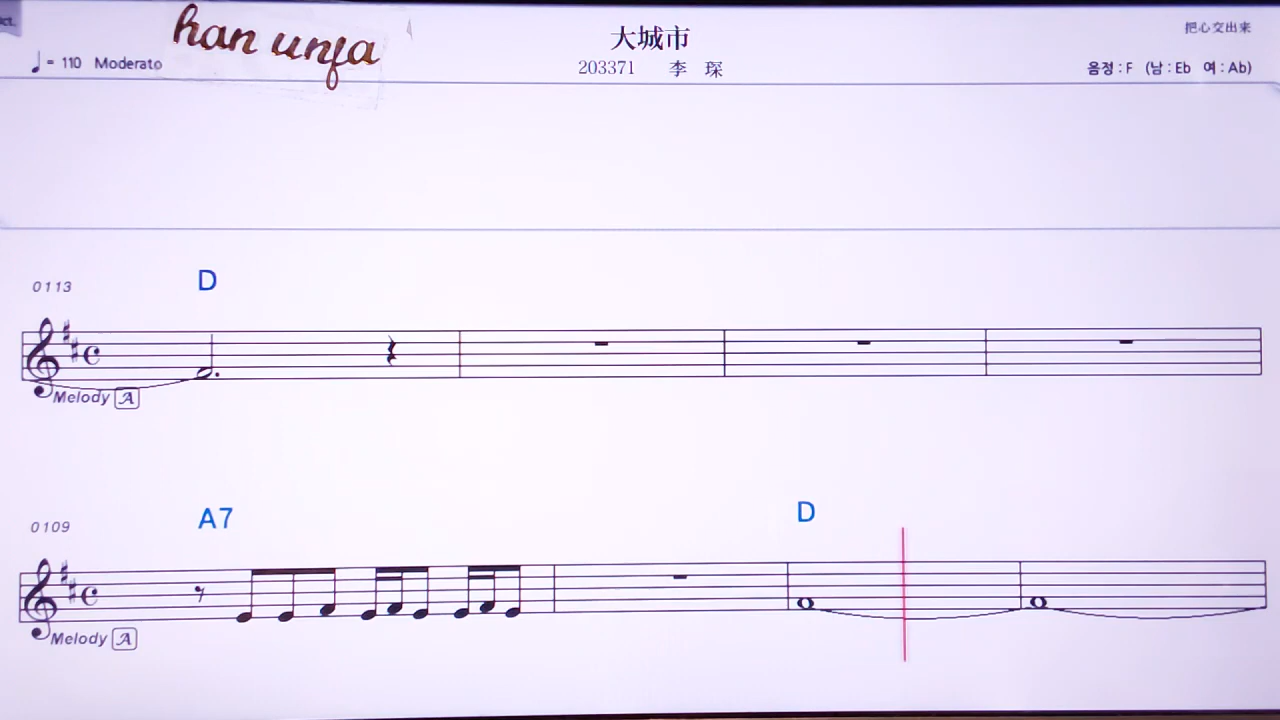 han unfa
大城市
把心交出来
♩= 110 Moderato
203371 李 琛
음정 : F (남 : Eb 여 : Ab)
0113
D
Melody A
0109
A7
D
Melody A